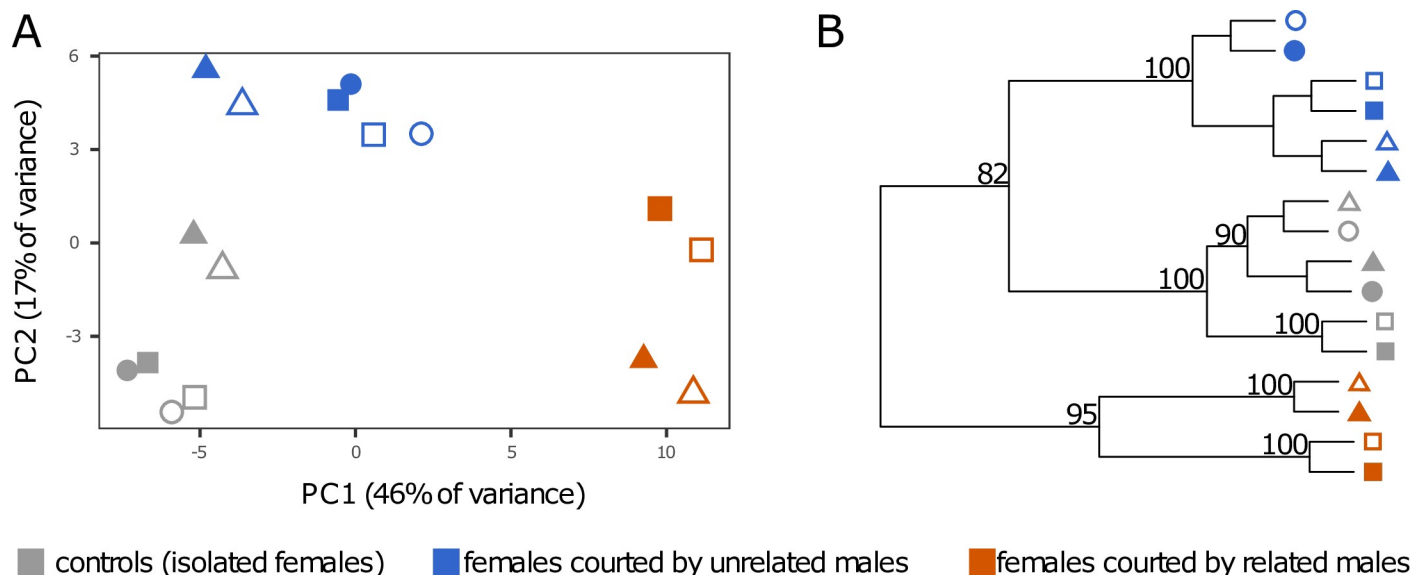 A
B
6
3
0
-3
PC2 (17% of variance)
-5
0
5
10
PC1 (46% of variance)
100
82
90
100
100
100
95
100
controls (isolated females)
females courted by unrelated males
females courted by related males